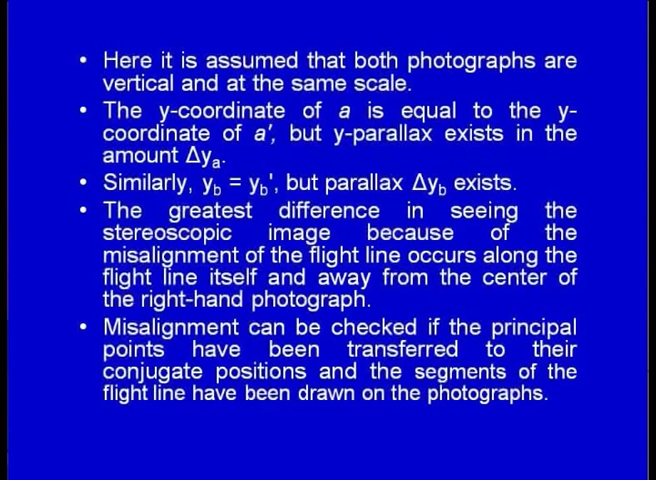 • Here it is assumed that both photographs are
vertical and at the same scale.
• The y-coordinate of a is equal to the y-
coordinate of a', but y-parallax exists in the
amount Δyₐ.
• Similarly, y_b = y_b', but parallax Δy_b exists.
• The greatest difference in seeing the
stereoscopic image because of the
misalignment of the flight line occurs along the
flight line itself and away from the center of
the right-hand photograph.
• Misalignment can be checked if the principal
points have been transferred to their
conjugate positions and the segments of the
flight line have been drawn on the photographs.